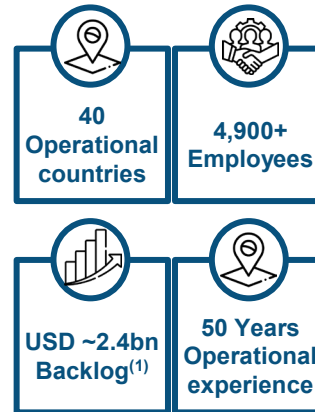 40
Operational
countries
4,900+
Employees
USD ~2.4bn
Backlog(1)
50 Years
Operational
experience